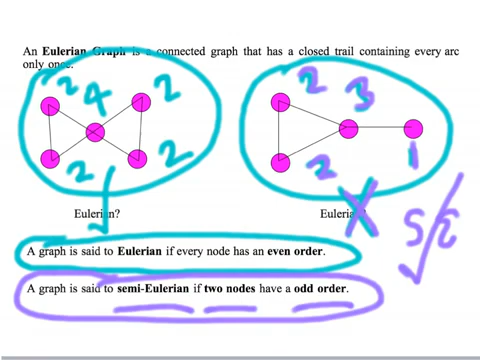 An Eulerian Graph is a connected graph that has a closed trail containing every arc
only once.
2 4 2 2 3
2 2 2 1
Eulerian? Eulerian?
S/E
A graph is said to Eulerian if every node has an even order.
A graph is said to semi-Eulerian if two nodes have a odd order.